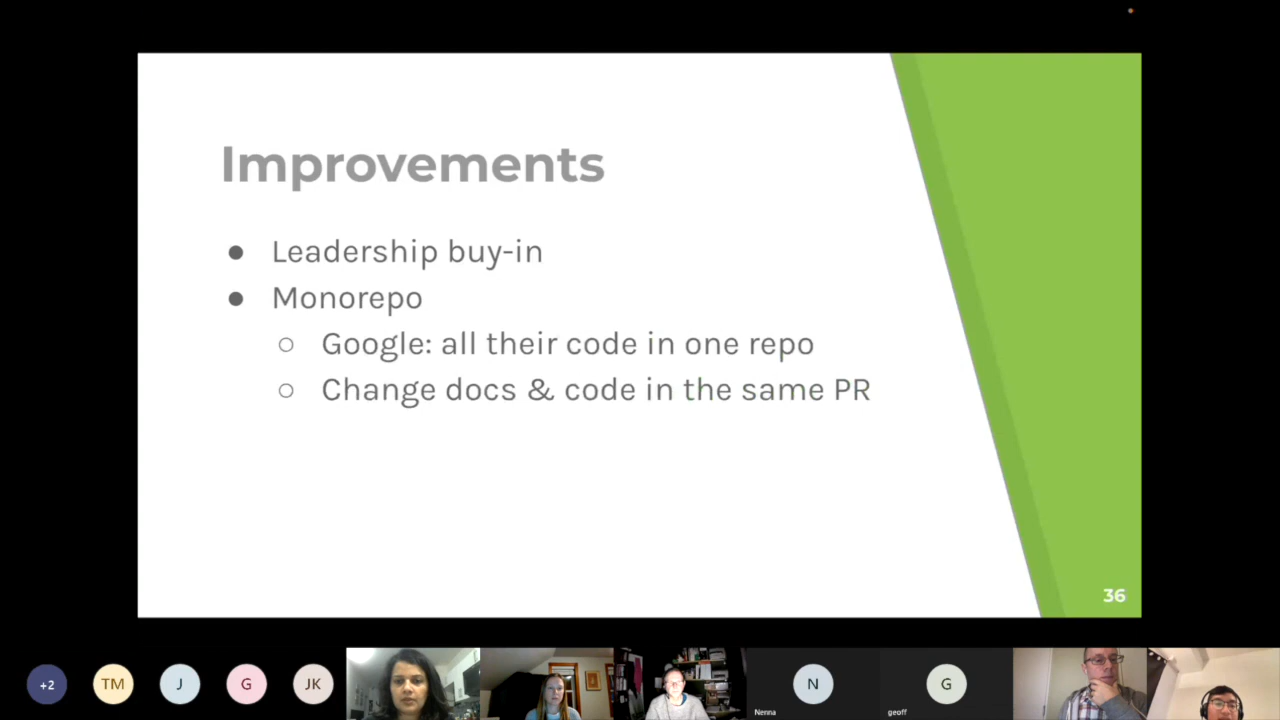 Improvements
● Leadership buy-in
● Monorepo
○ Google: all their code in one repo
○ Change docs & code in the same PR
36
+2
TM
J
G
JK
N
Nenna
G
geoff